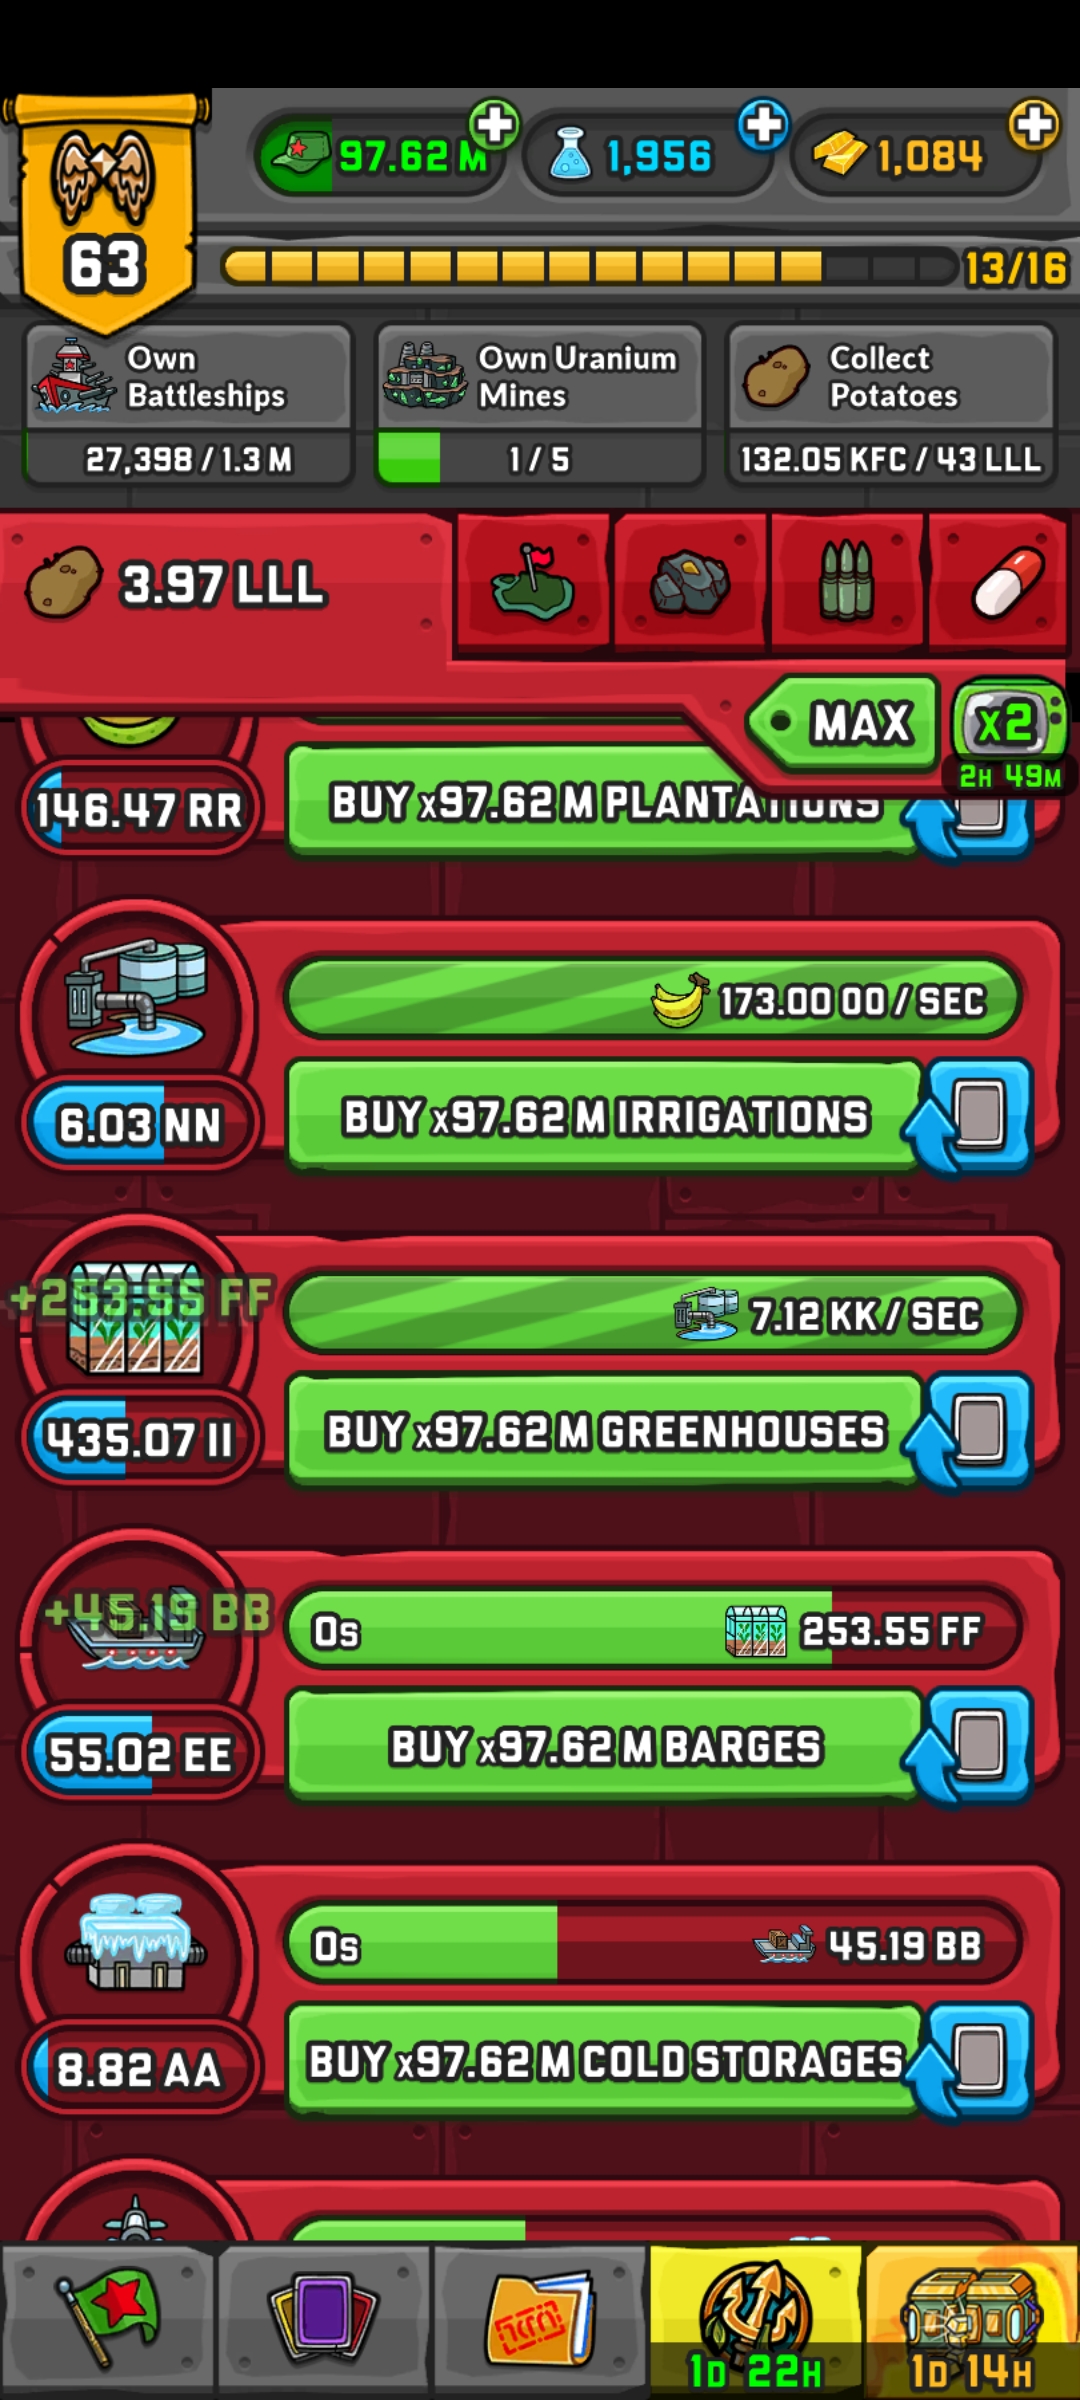 97.62 M
1,956
1,084
63
13/16
Own
Battleships
27,398 / 1.3 M
Own Uranium
Mines
1 / 5
Collect
Potatoes
132.05 KFC / 43 LLL
3.97 LLL
MAX
x2
2H 49M
146.47 RR
BUY x97.62 M PLANTATIONS
173.00 OO / SEC
6.03 NN
BUY x97.62 M IRRIGATIONS
+253.55 FF
7.12 KK / SEC
435.07 II
BUY x97.62 M GREENHOUSES
+45.19 BB
0s
253.55 FF
55.02 EE
BUY x97.62 M BARGES
0s
45.19 BB
8.82 AA
BUY x97.62 M COLD STORAGES
1D 22H
1D 14H